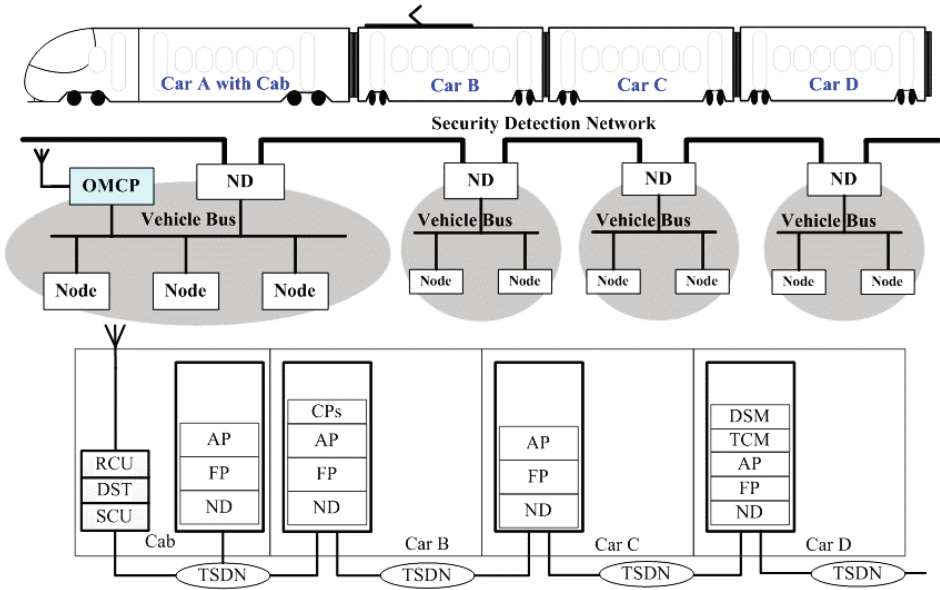 Car A with Cab
Car B
Car C
Car D
Security Detection Network
OMCP
ND
ND
ND
ND
Vehicle Bus
Vehicle Bus
Vehicle Bus
Vehicle Bus
Node
Node
Node
Node
Node
Node
Node
Node
Node
RCU
DST
SCU
Cab
AP
FP
ND
CPs
AP
FP
ND
Car B
AP
FP
ND
Car C
DSM
TCM
AP
FP
ND
Car D
TSDN
TSDN
TSDN
TSDN